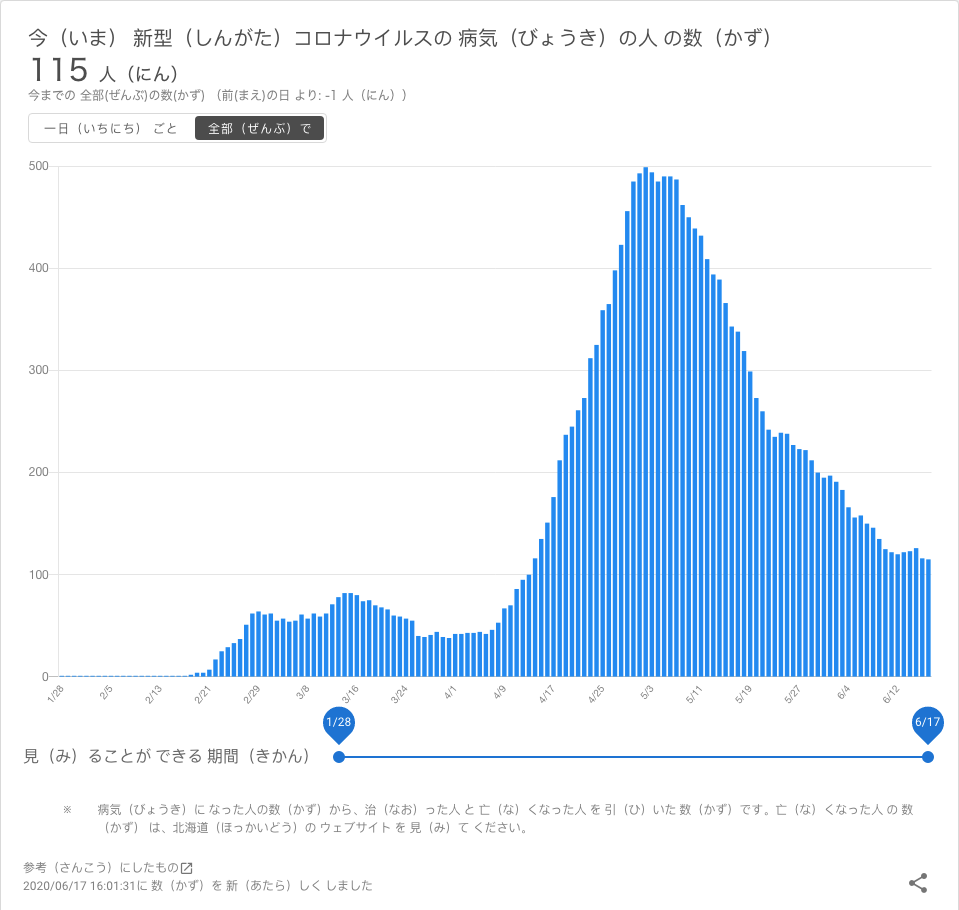 今（いま） 新型（しんがた）コロナウイルスの 病気（びょうき）の人 の数（かず）
115 人（にん）
今までの 全部(ぜんぶ)の数(かず) （前(まえ)の日 より: -1 人（にん））
一日（いちにち） ごと 全部（ぜんぶ）で
500
400
300
200
100
0
1/28 2/5 2/13 2/21 2/29 3/8 3/16 3/24 4/1 4/9 4/17 4/25 5/3 5/11 5/19 5/27 6/4 6/12
1/28 6/17
見（み）ることが できる 期間（きかん）
※ 病気（びょうき）に なった人の数（かず）から、治（なお）った人 と 亡（な）くなった人 を 引（ひ）いた 数（かず）です。亡（な）くなった人 の 数
（かず） は、北海道（ほっかいどう）の ウェブサイト を 見（み）て ください。
参考（さんこう）にしたもの
2020/06/17 16:01:31に 数（かず）を 新（あたら）しく しました